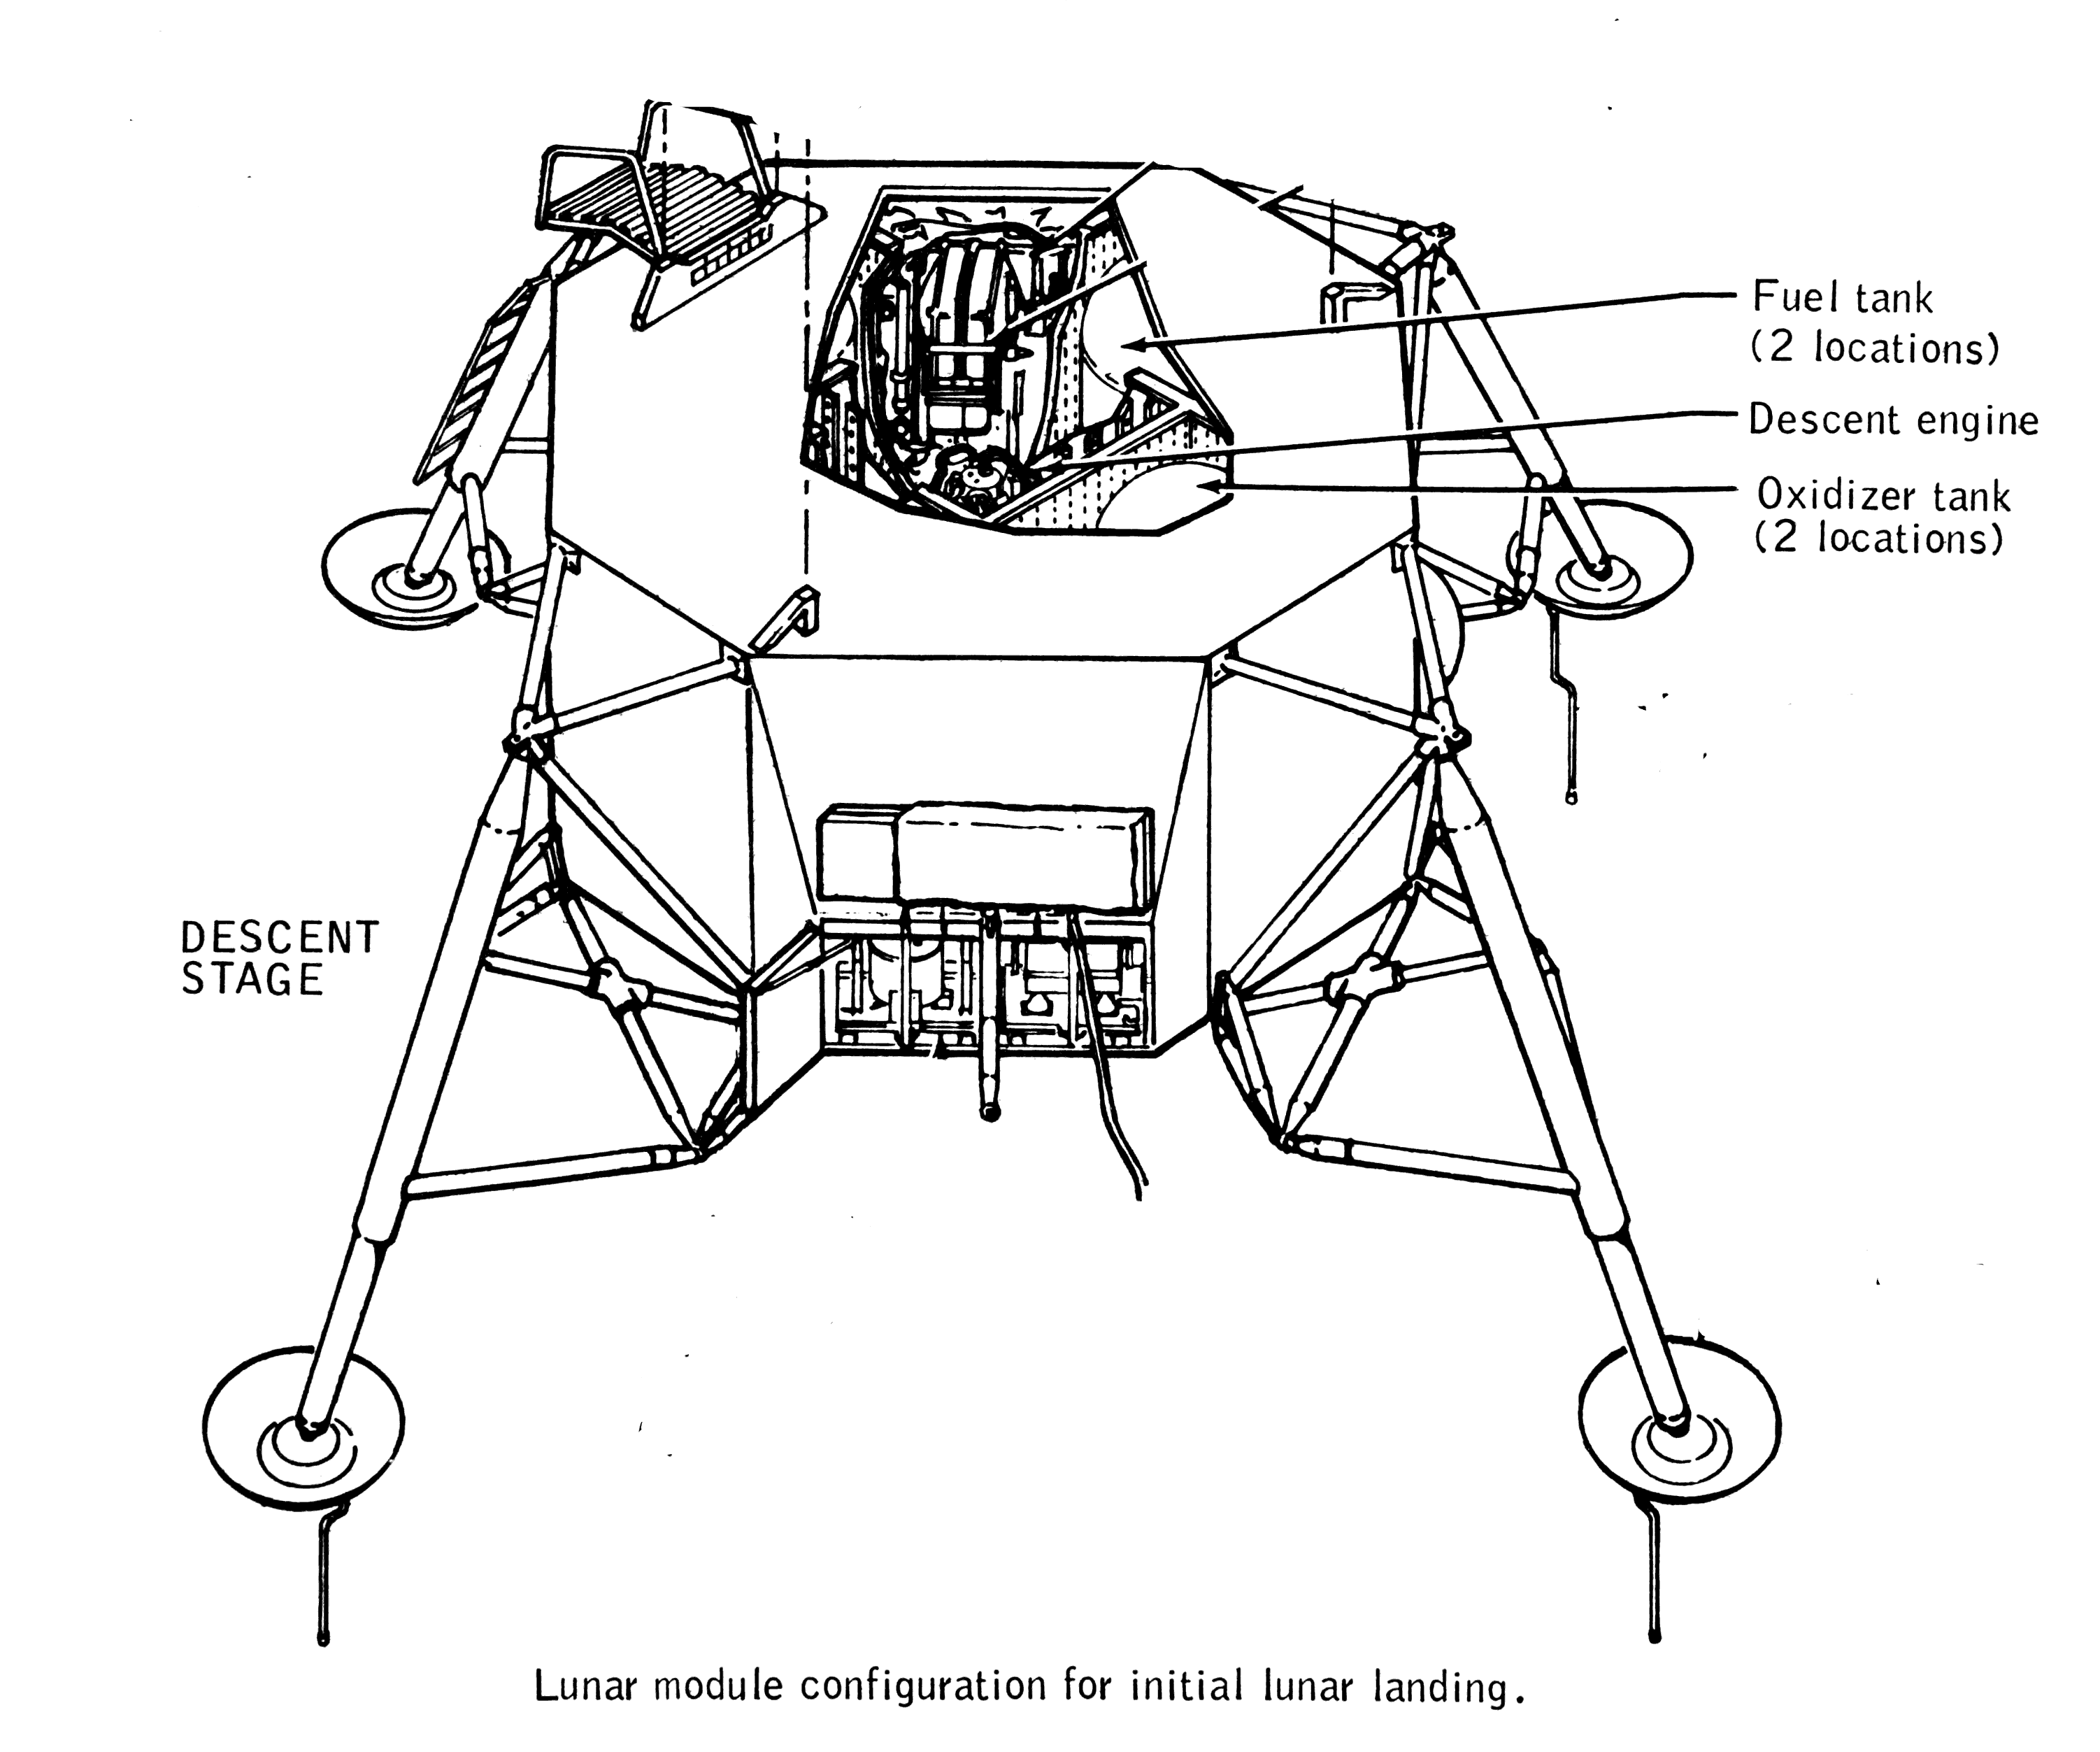 Fuel tank
(2 locations)
Descent engine
Oxidizer tank
(2 locations)
DESCENT
STAGE
Lunar module configuration for initial lunar landing.